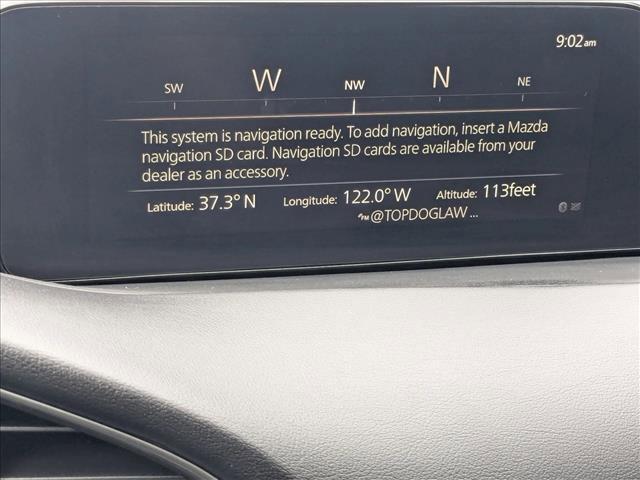 9:02am
SW W NW N NE
This system is navigation ready. To add navigation, insert a Mazda
navigation SD card. Navigation SD cards are available from your
dealer as an accessory.
Latitude: 37.3° N Longitude: 122.0° W Altitude: 113feet
FM @TOPDOGLAW ...